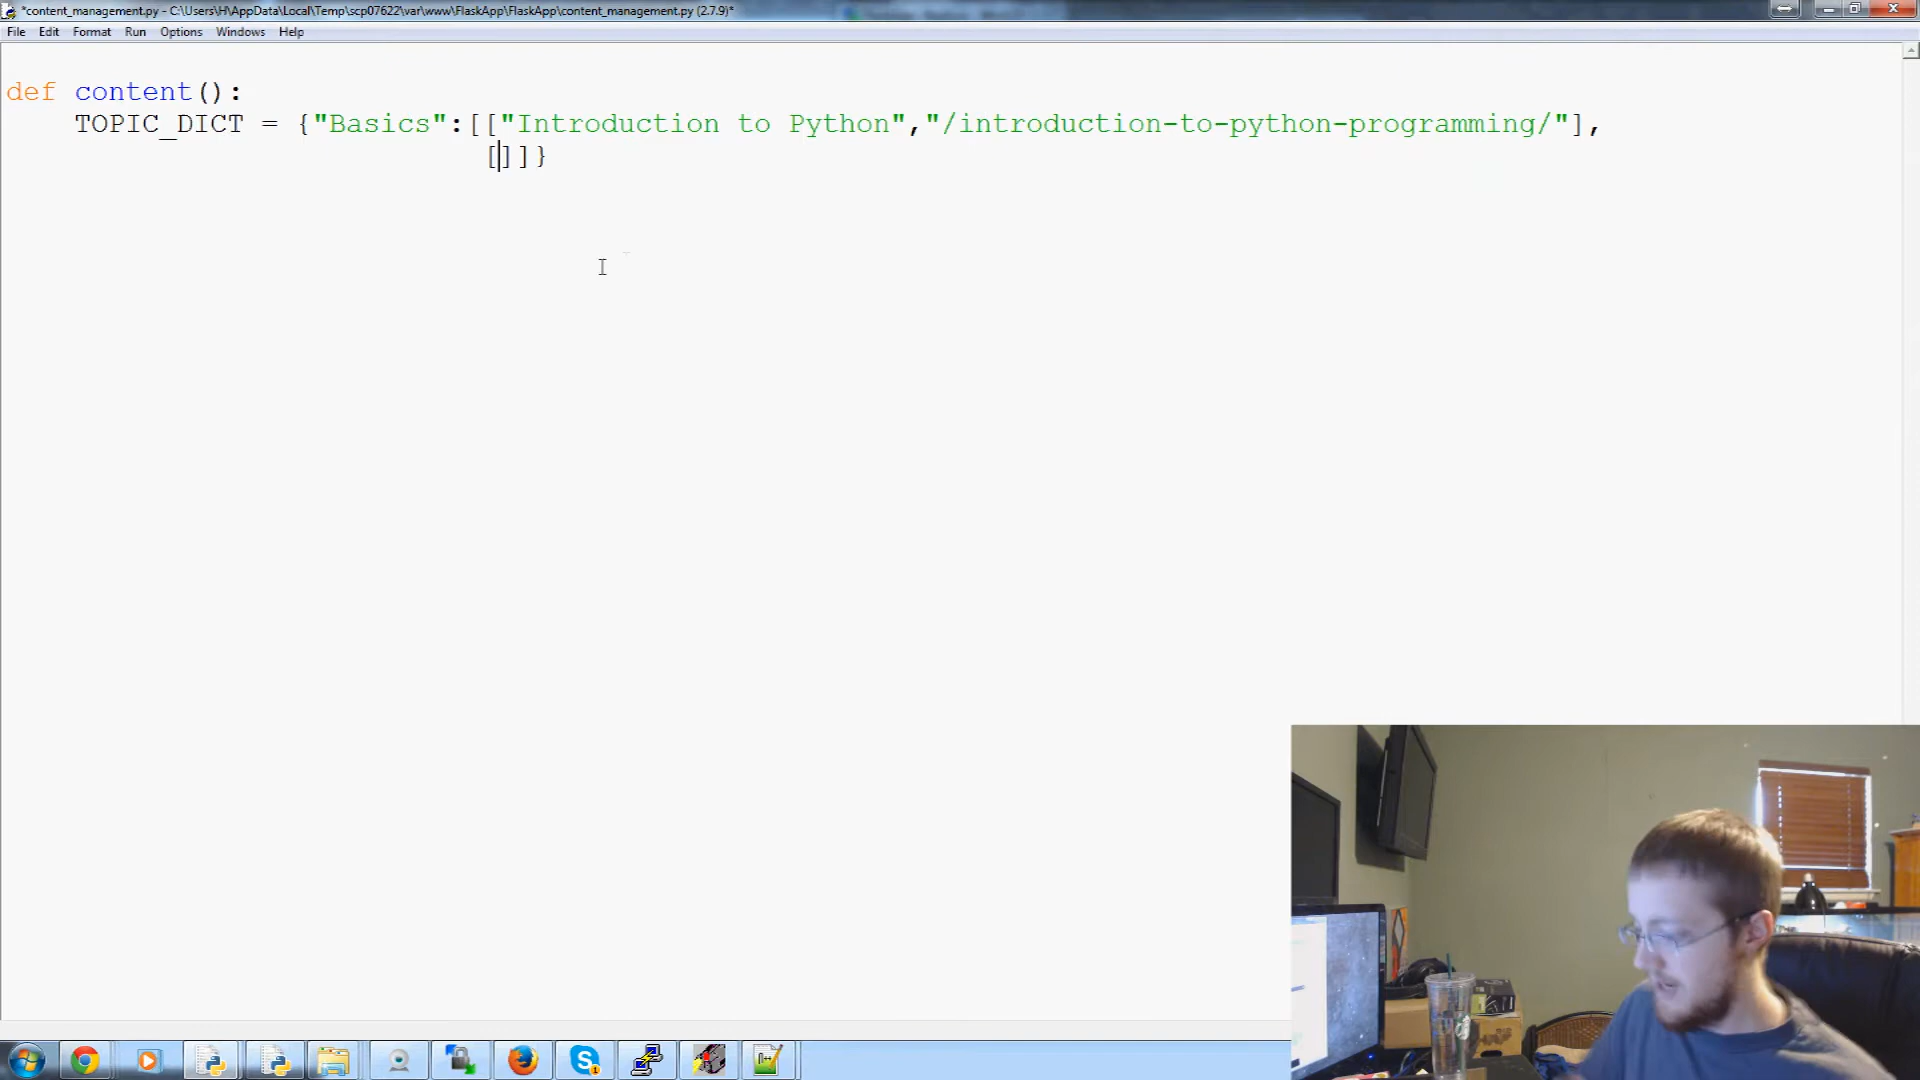 *content_management.py - C:\Users\H\AppData\Local\Temp\scp07622\var\www\FlaskApp\FlaskApp\content_management.py (2.7.9)*
File Edit Format Run Options Windows Help
def content():
TOPIC_DICT = {"Basics":[["Introduction to Python","/introduction-to-python-programming/"],
[]]}